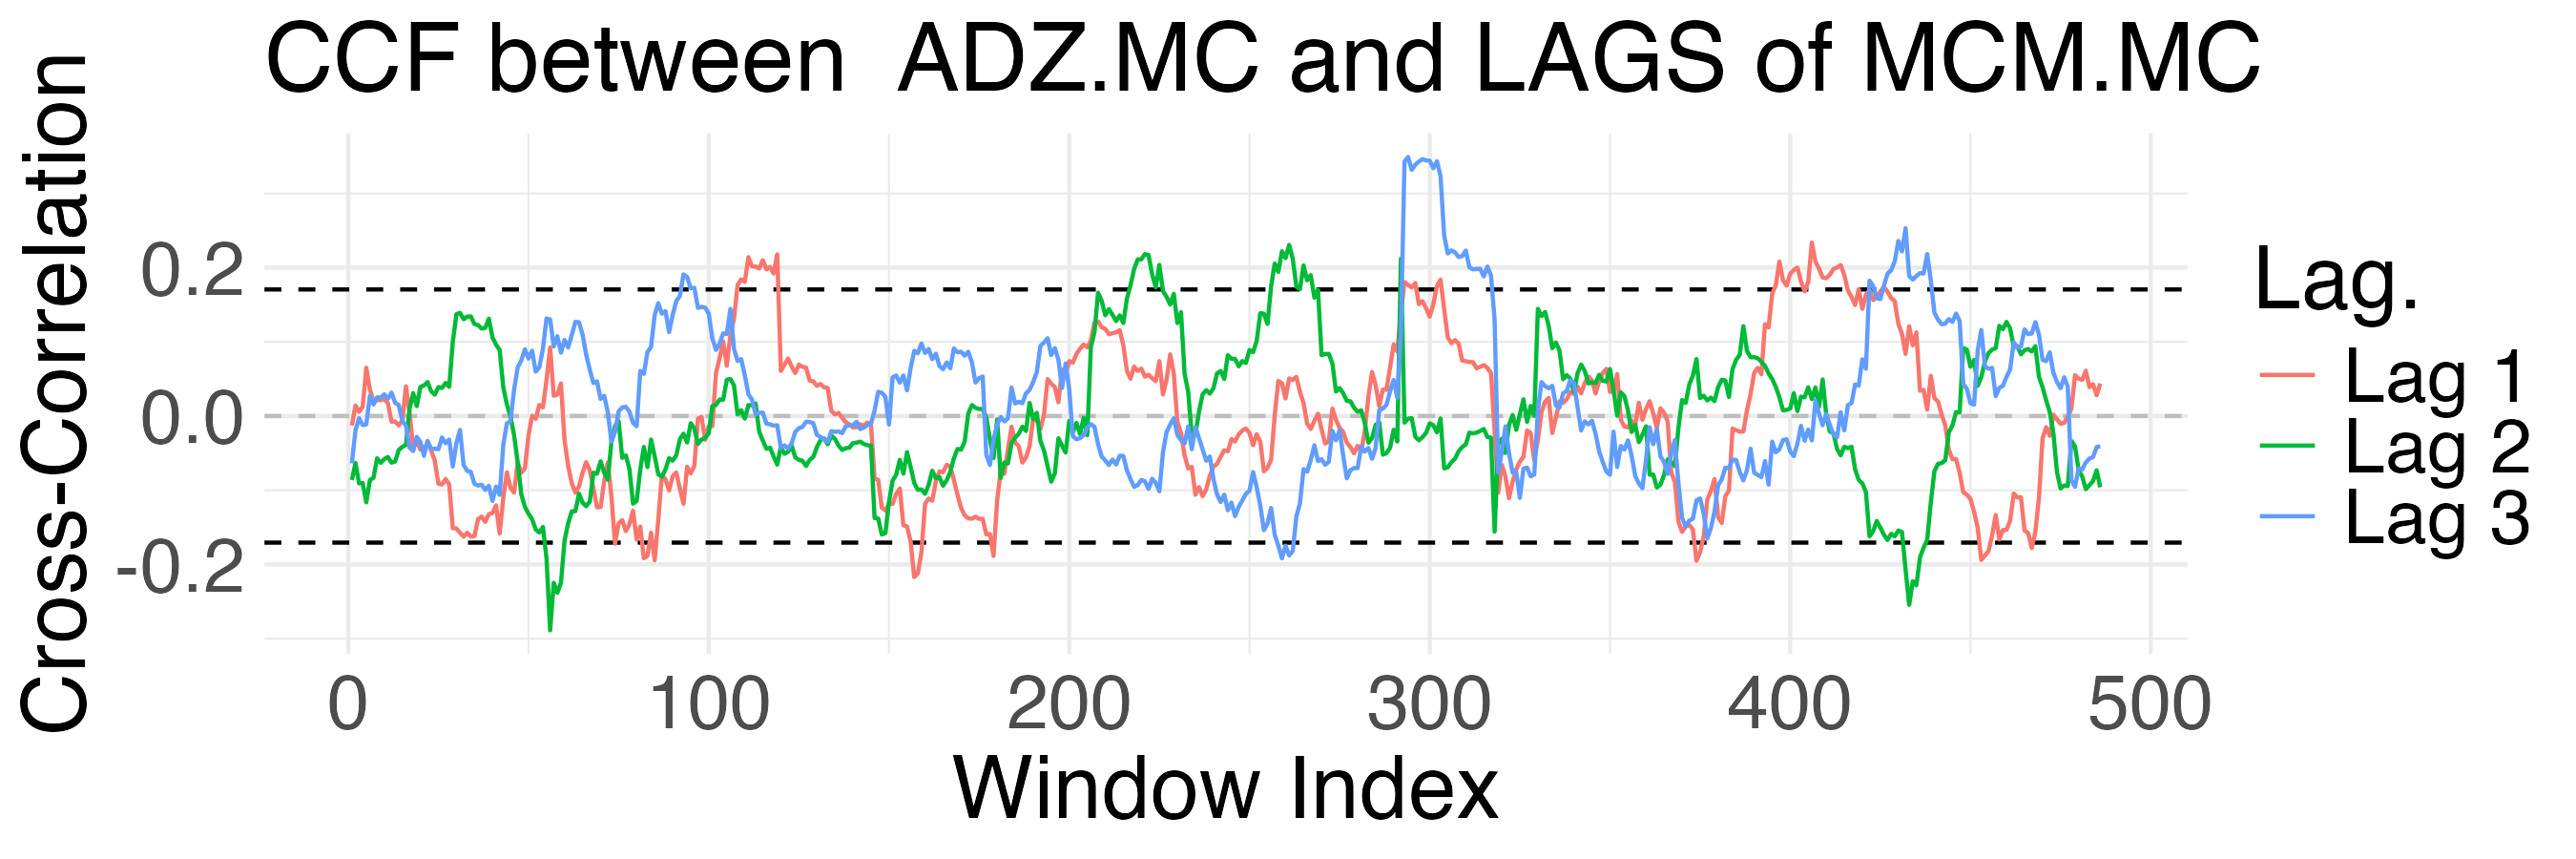 CCF between  ADZ.MC and LAGS of MCM.MC
Cross-Correlation
0.2
0.0
-0.2
0 100 200 300 400 500
Window Index
Lag.
Lag 1
Lag 2
Lag 3